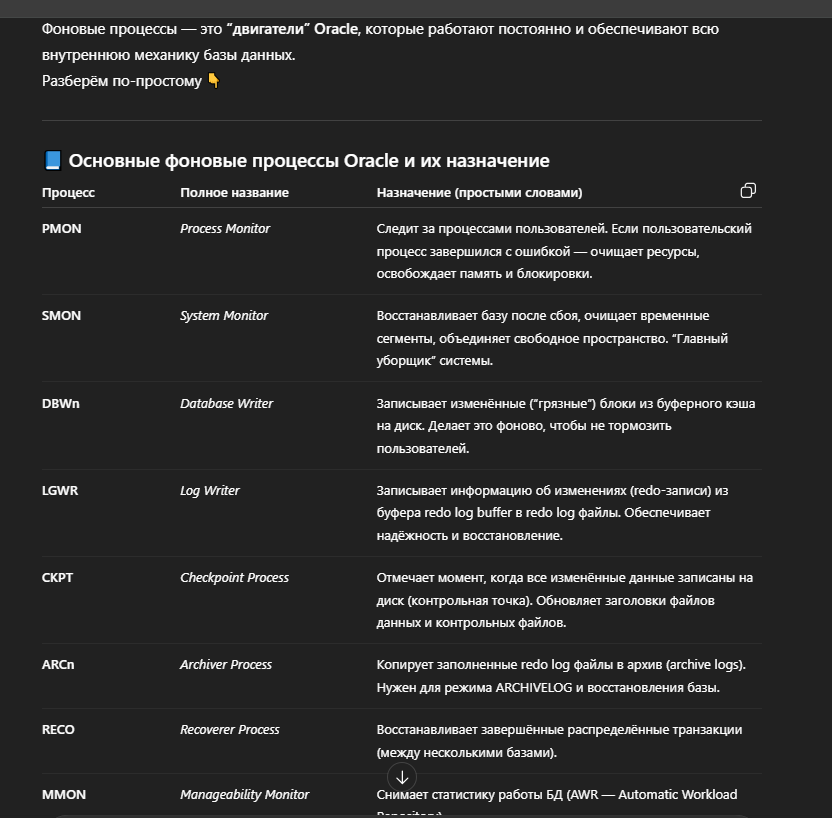 Фоновые процессы — это “двигатели” Oracle, которые работают постоянно и обеспечивают всю
внутреннюю механику базы данных.
Разберём по-простому 👇
📘 Основные фоновые процессы Oracle и их назначение
Процесс Полное название Назначение (простыми словами)
PMON Process Monitor Следит за процессами пользователей. Если пользовательский
процесс завершился с ошибкой — очищает ресурсы,
освобождает память и блокировки.
SMON System Monitor Восстанавливает базу после сбоя, очищает временные
сегменты, объединяет свободное пространство. “Главный
уборщик” системы.
DBWn Database Writer Записывает изменённые (“грязные”) блоки из буферного кэша
на диск. Делает это фоново, чтобы не тормозить
пользователей.
LGWR Log Writer Записывает информацию об изменениях (redo-записи) из
буфера redo log buffer в redo log файлы. Обеспечивает
надёжность и восстановление.
CKPT Checkpoint Process Отмечает момент, когда все изменённые данные записаны на
диск (контрольная точка). Обновляет заголовки файлов
данных и контрольных файлов.
ARCn Archiver Process Копирует заполненные redo log файлы в архив (archive logs).
Нужен для режима ARCHIVELOG и восстановления базы.
RECO Recoverer Process Восстанавливает завершённые распределённые транзакции
(между несколькими базами).
MMON Manageability Monitor Снимает статистику работы БД (AWR — Automatic Workload